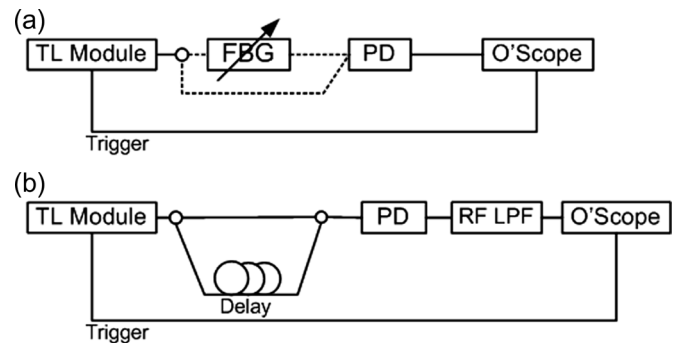 (a)
TL Module FBG PD O'Scope
Trigger
(b)
TL Module PD RF LPF O'Scope
Delay
Trigger